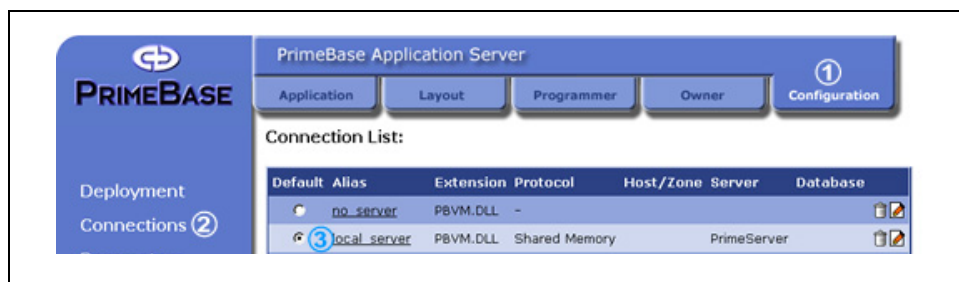 PRIMEBASE
PrimeBase Application Server
Application Layout Programmer Owner ① Configuration
Connection List:
Deployment
Connections ②
Default Alias Extension Protocol Host/Zone Server Database
no_server PBVM.DLL -
③ local_server PBVM.DLL Shared Memory PrimeServer